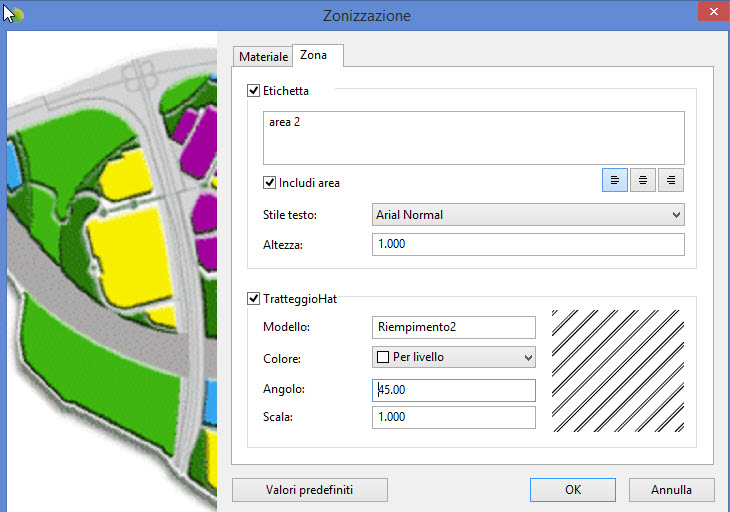 Zonizzazione
Materiale
Zona
Etichetta
area 2
Includi area
Stile testo:
Arial Normal
Altezza:
1.000
TratteggioHat
Modello:
Riempimento2
Colore:
Per livello
Angolo:
45.00
Scala:
1.000
Valori predefiniti
OK
Annulla